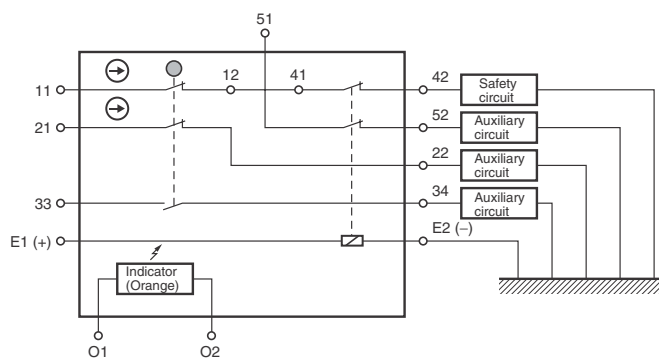 51
11
12
41
42
Safety
circuit
21
52
Auxiliary
circuit
22
Auxiliary
circuit
33
34
Auxiliary
circuit
E1 (+)
E2 (–)
Indicator
(Orange)
O1
O2